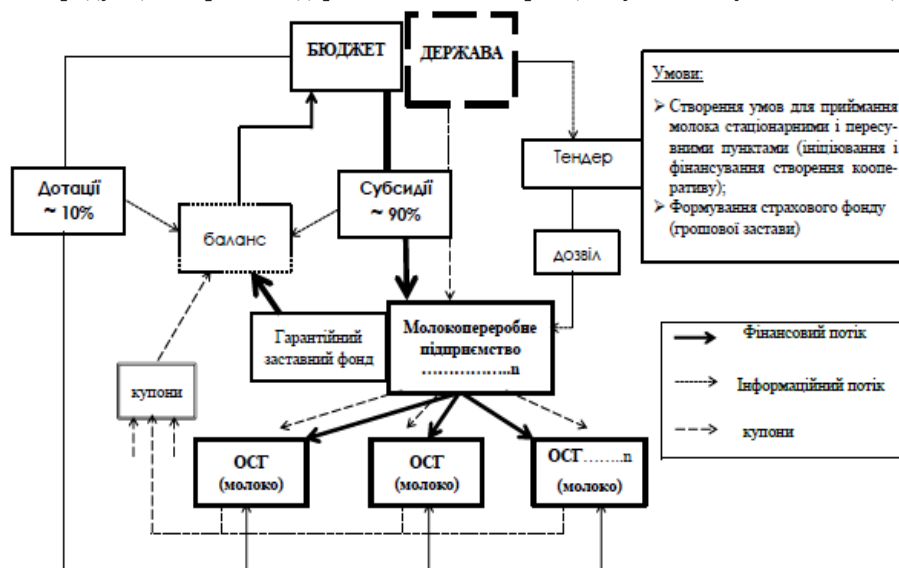 БЮДЖЕТ
ДЕРЖАВА
Умови:
➢ Створення умов для приймання
молока стаціонарними і пересу-
вними пунктами (ініціювання і
фінансування створення коопе-
ративу);
➢ Формування страхового фонду
(грошової застави)
Тендер
Дотації
~ 10%
Субсидії
~ 90%
баланс
дозвіл
Гарантійний
заставний фонд
Молокопереробне
підприємство
……………..n
Фінансовий потік
Інформаційний потік
купони
купони
ОСГ
(молоко)
ОСГ
(молоко)
ОСГ……..n
(молоко)